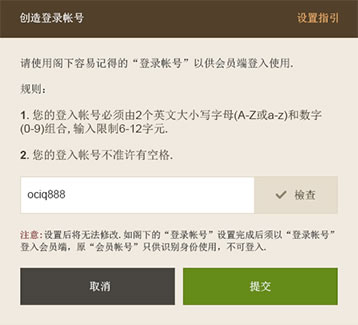 创造登录帐号
设置指引
请使用阁下容易记得的“登录帐号”以供会员端登入使用.
规则:
1. 您的登入帐号必须由2个英文大小写字母(A-Z或a-z)和数字
(0-9)组合, 输入限制6-12字元.
2. 您的登入帐号不准许有空格.
ociq888
檢查
注意: 设置后将无法修改. 如阁下的“登录帐号”设置完成后须以“登录帐号”
登入会员端，原“会员帐号”只供识别身份使用，不可登入.
取消
提交